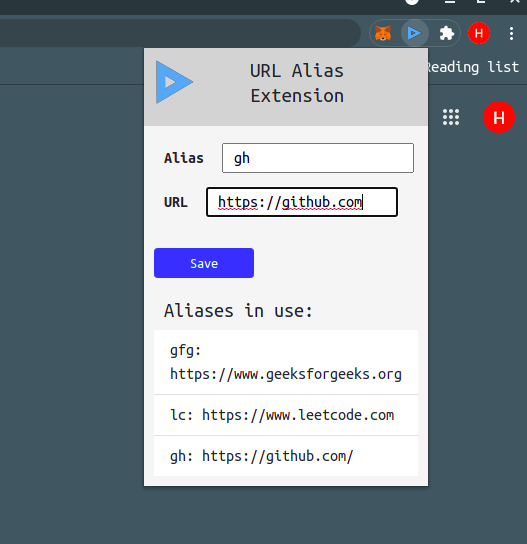 H
Reading list
H
URL Alias
Extension
Alias gh
URL https://github.com
Save
Aliases in use:
gfg:
https://www.geeksforgeeks.org
lc: https://www.leetcode.com
gh: https://github.com/